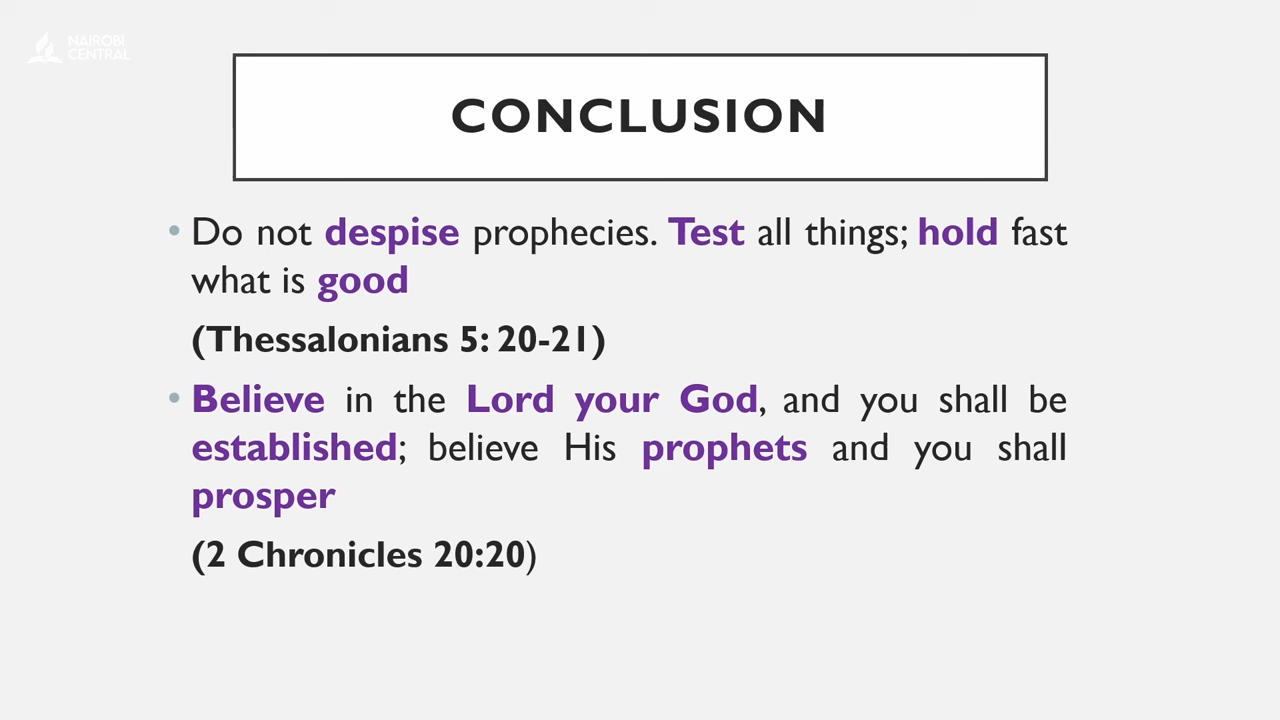 NAIROBI
CENTRAL
CONCLUSION
• Do not despise prophecies. Test all things; hold fast
what is good
(Thessalonians 5: 20-21)
• Believe in the Lord your God, and you shall be
established; believe His prophets and you shall
prosper
(2 Chronicles 20:20)